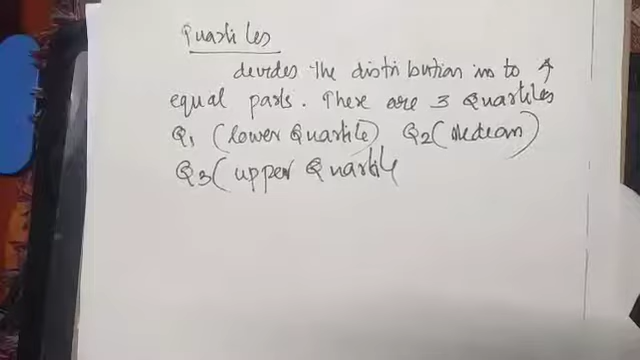 Quartiles
devides the distribution in to 4
equal parts. There are 3 Quartiles
Q1 (lower Quartile) Q2 (Median)
Q3 (upper Quartile